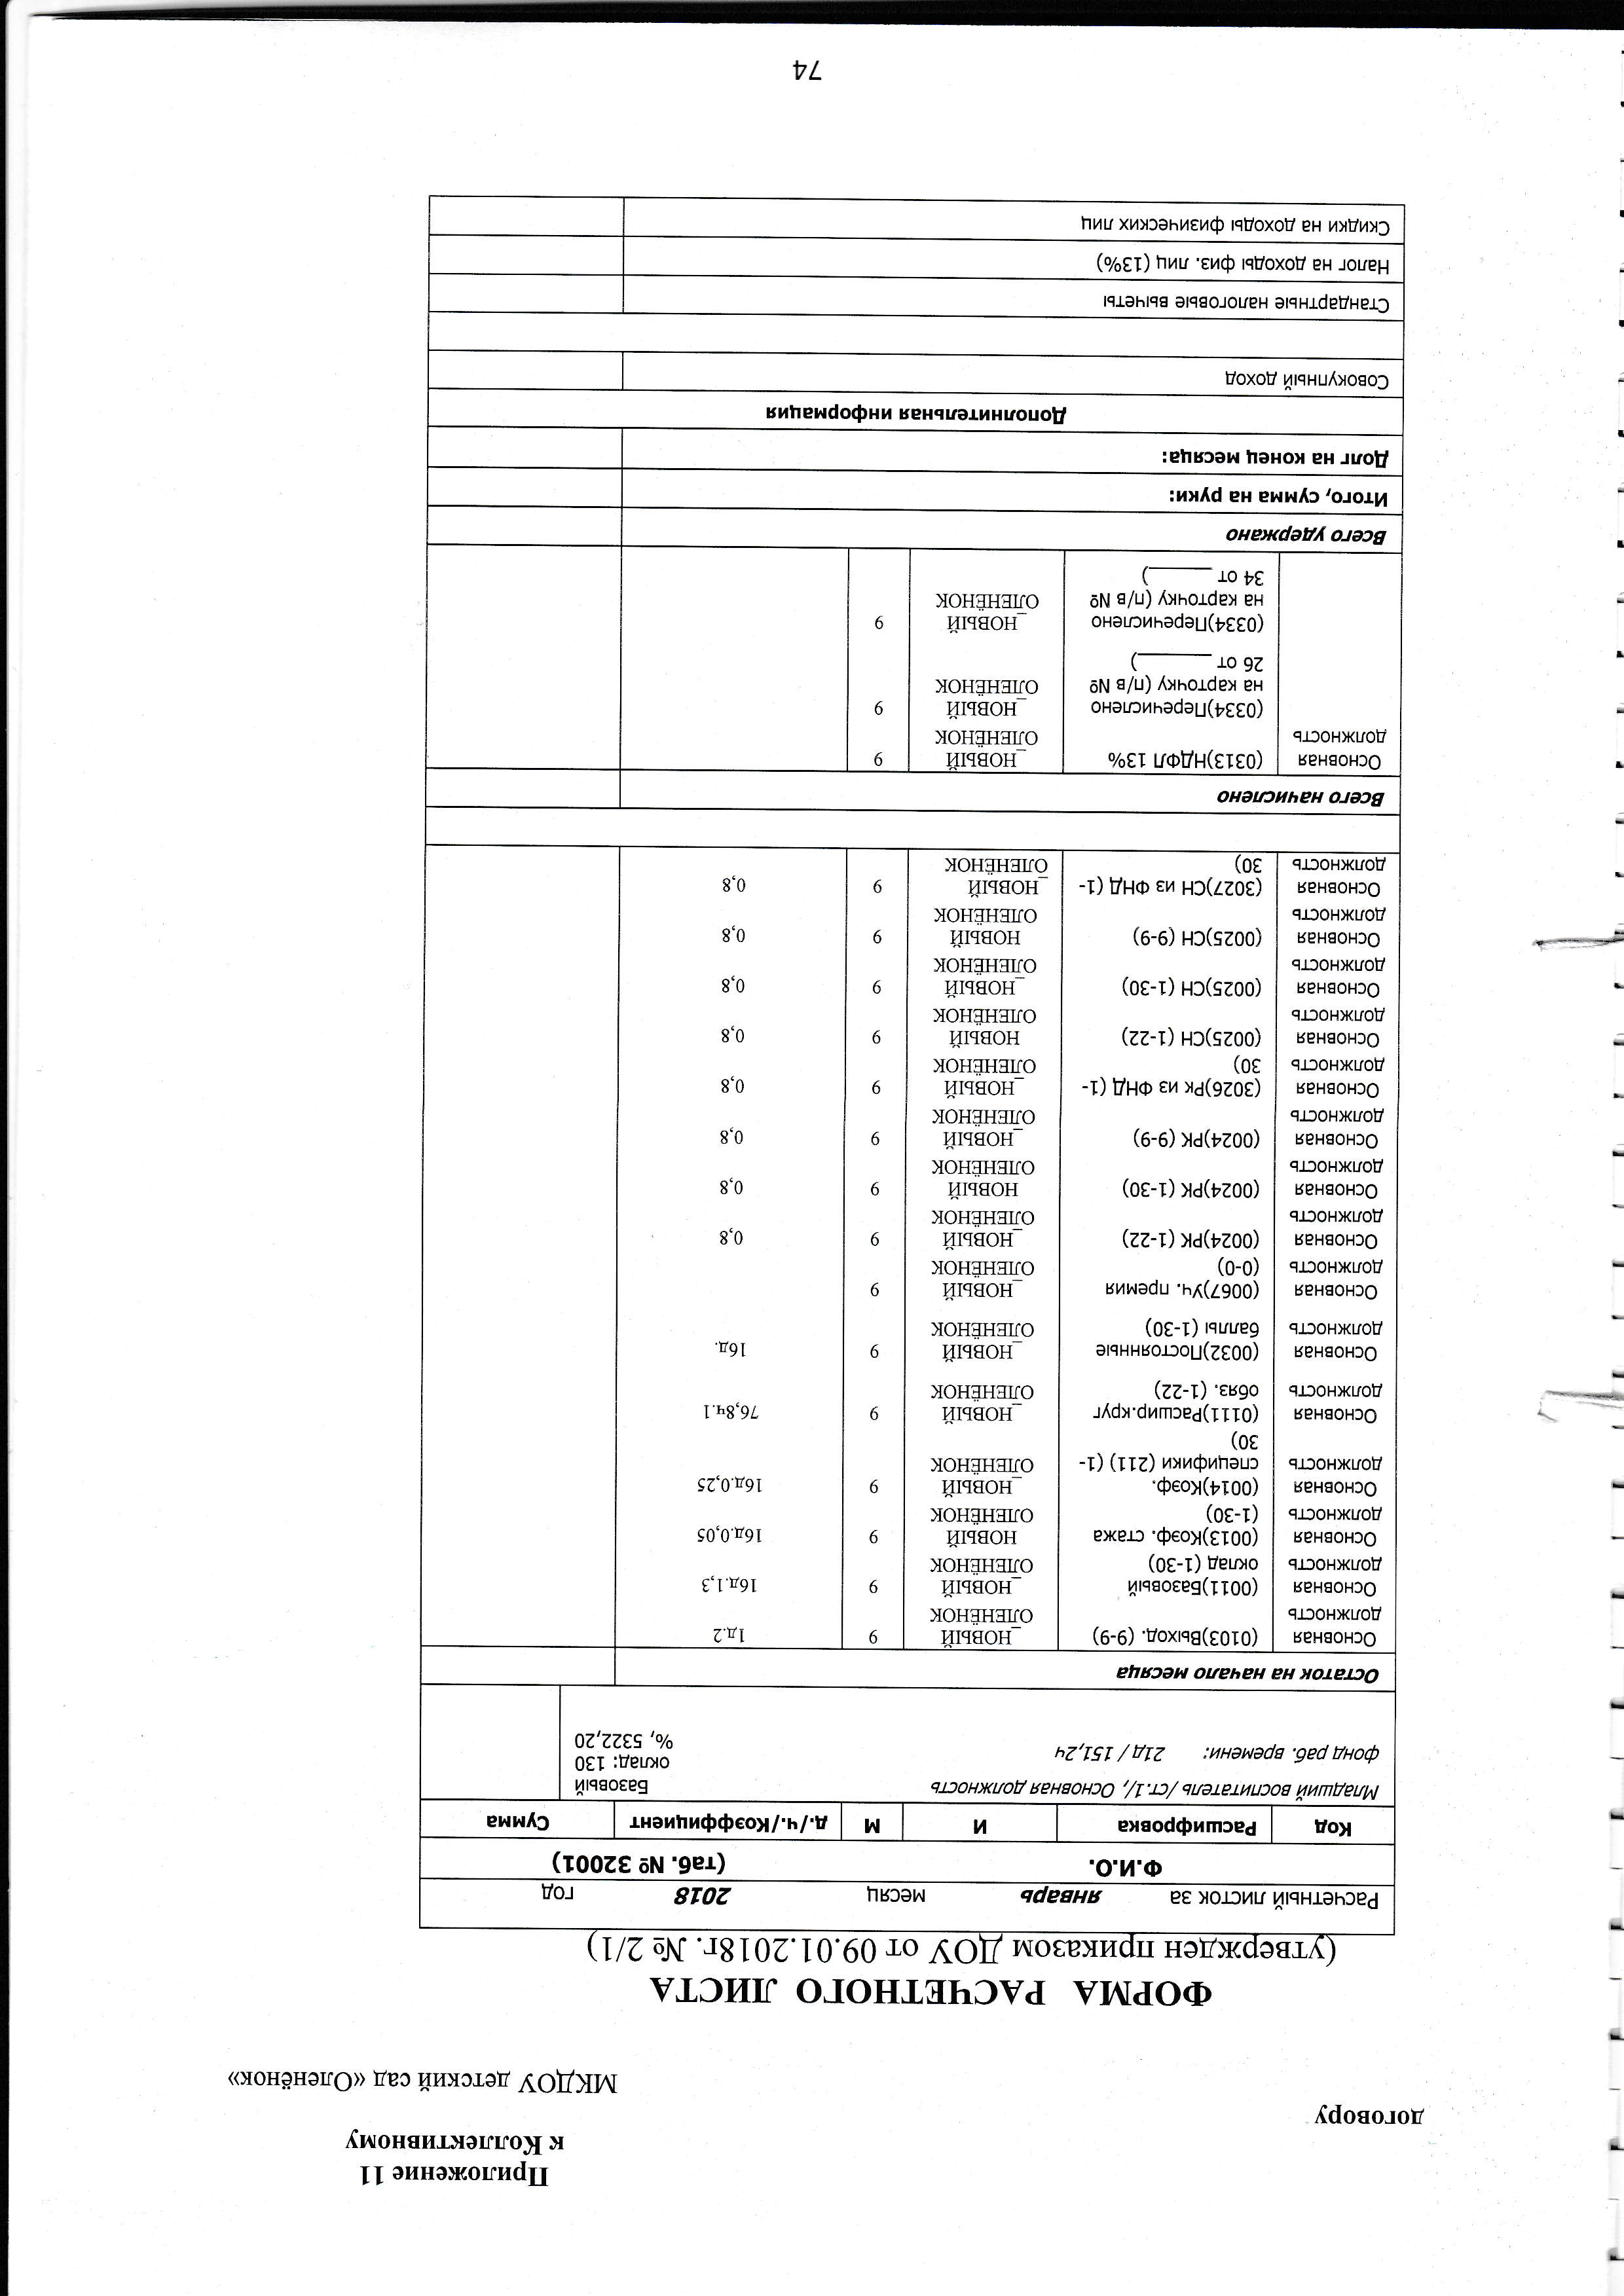 Приложение 11
к Коллективному
договору
МКДОУ детский сад «Оленёнок»
ФОРМА РАСЧЕТНОГО ЛИСТА
(утвержден приказом ДОУ от 09.01.2018г. № 2/1)
Расчетный листок за январь месяц 2018 год
Ф.И.О. (таб. № 32001)
Код Расшифровка И М д./ч./Коэффициент Сумма
Младший воспитатель /ст.1/, Основная должность
фонд раб. времени: 21д / 151,2ч
Базовый
оклад: 130
%, 5322,20
Остаток на начало месяца
Основная (0103)Выход. (9-9) _НОВЫЙ 9 1д.2
должность ОЛЕНЁНОК
Основная (0011)Базовый _НОВЫЙ 9 16д.1,3
должность оклад (1-30) ОЛЕНЁНОК
Основная (0013)Коэф. стажа НОВЫЙ 9 16д.0,05
должность (1-30) ОЛЕНЁНОК
Основная (0014)Коэф. _НОВЫЙ 9 16д.0,25
должность специфики (211) (1- ОЛЕНЁНОК
30)
Основная (0111)Расшир.круг _НОВЫЙ 9 76,8ч.1
должность обяз. (1-22) ОЛЕНЁНОК
Основная (0032)Постоянные _НОВЫЙ 9 16д.
должность баллы (1-30) ОЛЕНЁНОК
Основная (0067)Уч. премия _НОВЫЙ 9
должность (0-0) ОЛЕНЁНОК
Основная (0024)РК (1-22) _НОВЫЙ 9 0,8
должность ОЛЕНЁНОК
Основная (0024)РК (1-30) НОВЫЙ 9 0,8
должность ОЛЕНЁНОК
Основная (0024)РК (9-9) _НОВЫЙ 9 0,8
должность ОЛЕНЁНОК
Основная (3026)Рк из ФНД (1- _НОВЫЙ 9 0,8
должность 30) ОЛЕНЁНОК
Основная (0025)СН (1-22) НОВЫЙ 9 0,8
должность ОЛЕНЁНОК
Основная (0025)СН (1-30) _НОВЫЙ 9 0,8
должность ОЛЕНЁНОК
Основная (0025)СН (9-9) НОВЫЙ 9 0,8
должность ОЛЕНЁНОК
Основная (3027)СН из ФНД (1- _НОВЫЙ 9 0,8
должность 30) ОЛЕНЁНОК
Всего начислено
Основная (0313)НДФЛ 13% _НОВЫЙ 9
должность ОЛЕНЁНОК
(0334)Перечислено _НОВЫЙ 9
на карточку (п/в № ОЛЕНЁНОК
26 от ________)
(0334)Перечислено _НОВЫЙ 9
на карточку (п/в № ОЛЕНЁНОК
34 от _______)
Всего удержано
Итого, сумма на руки:
Долг на конец месяца:
Дополнительная информация
Совокупный доход
Стандартные налоговые вычеты
Налог на доходы физ. лиц (13%)
Скидки на доходы физических лиц
74